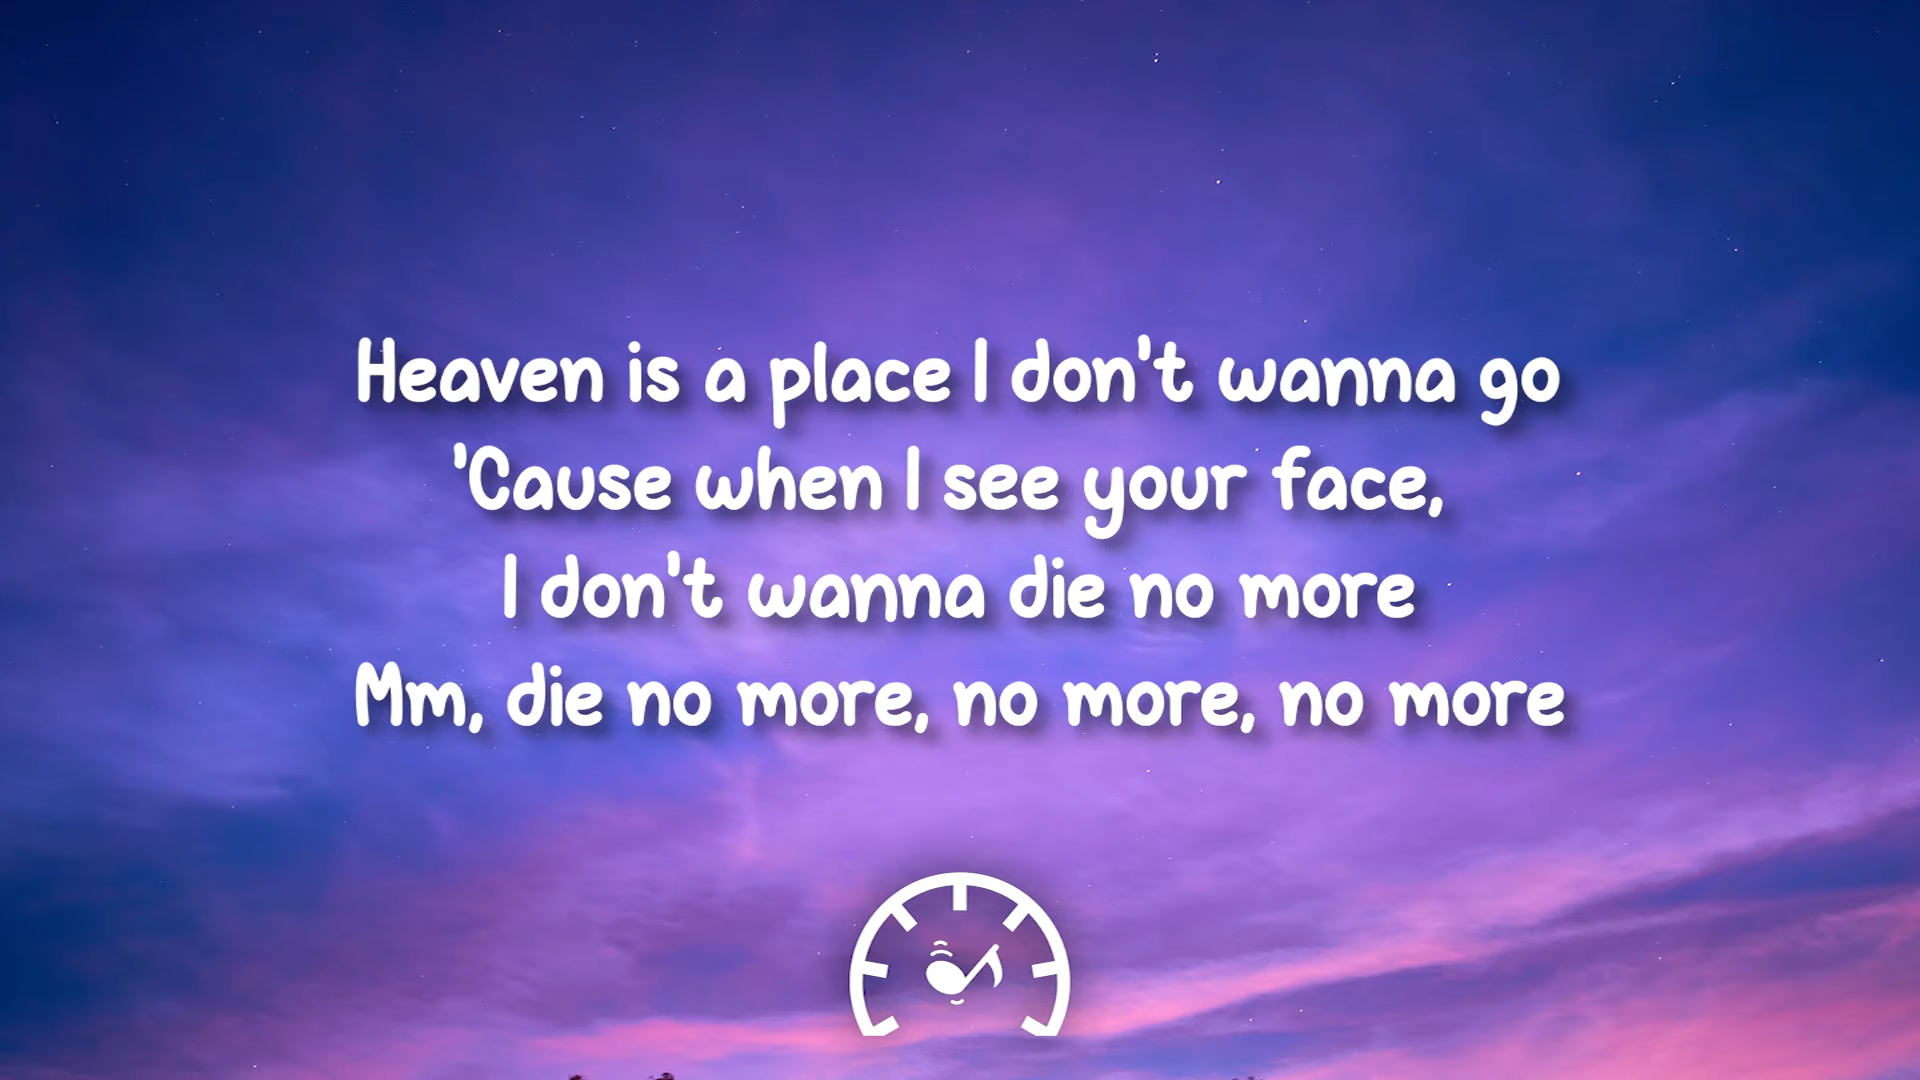 Heaven is a place I don't wanna go
'Cause when I see your face,
I don't wanna die no more
Mm, die no more, no more, no more